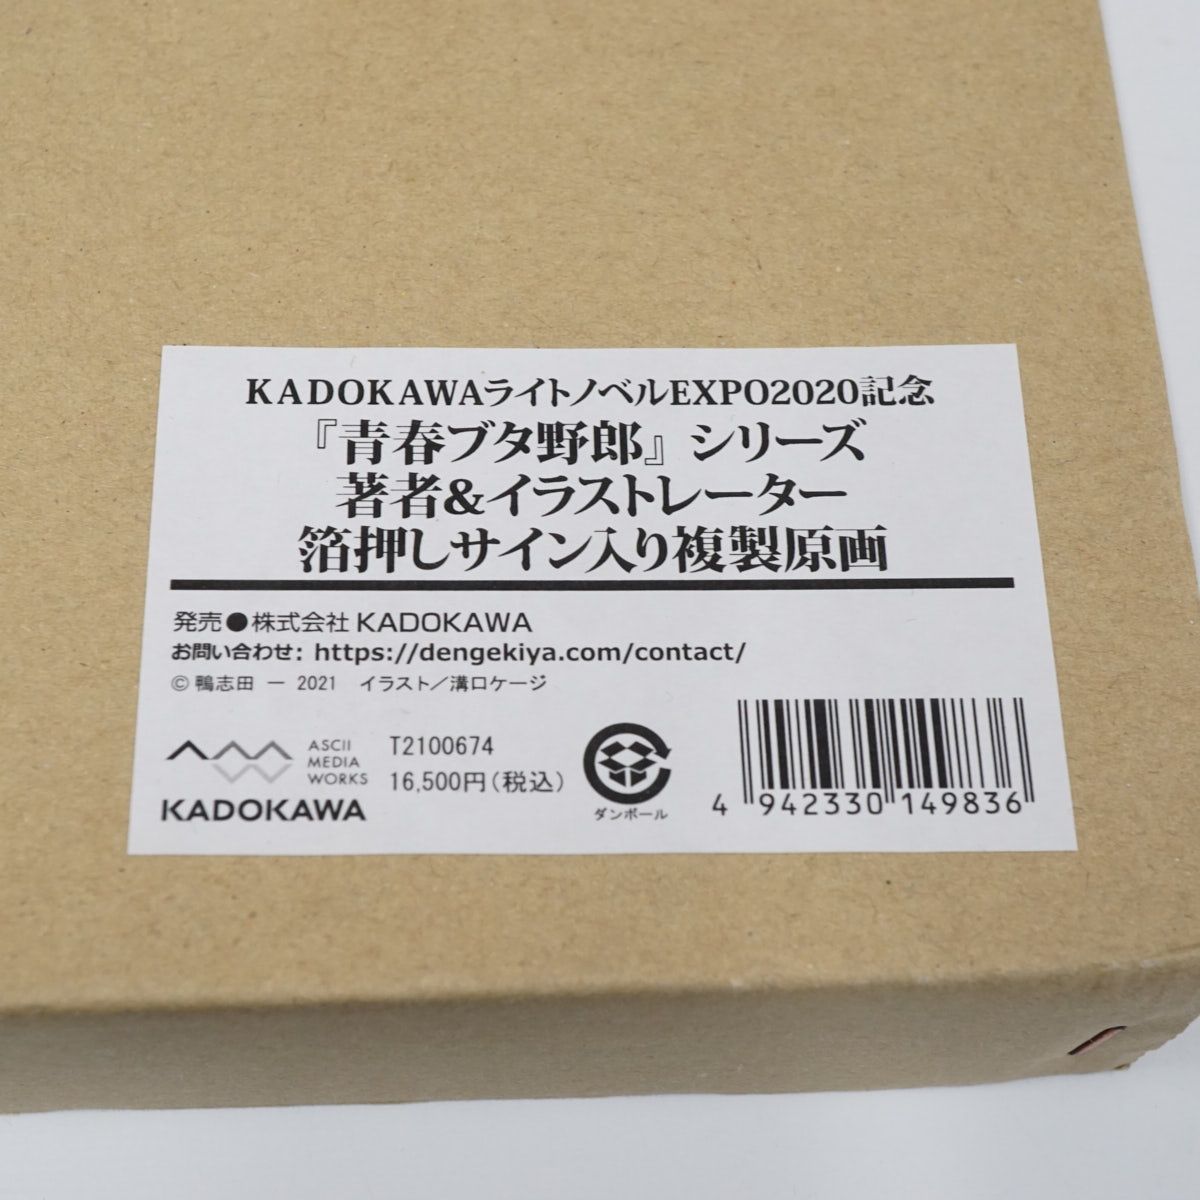 KADOKAWAライトノベルEXPO2020記念
『青春ブタ野郎』シリーズ
著者&イラストレーター
箔押しサイン入り複製原画
発売●株式会社 KADOKAWA
お問い合わせ: https://dengekiya.com/contact/
© 鴨志田 一 2021 イラスト／溝口ケージ
ASCII
MEDIA
WORKS
KADOKAWA
T2100674
16,500円(税込)
ダンボール
4 942330 149836